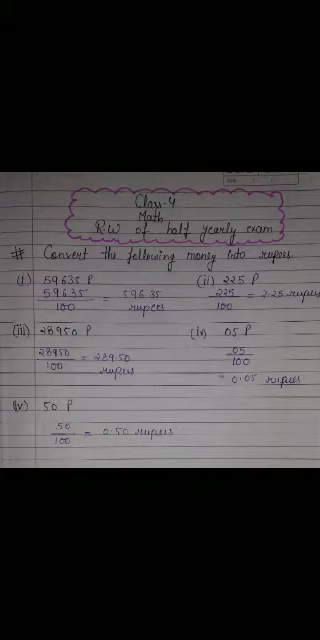 Class-4
Math
R.W of half yearly exam
# Convert the following money into rupees.
(i) 59635 P
59635/100 = 596.35 rupees
(ii) 225 P
225/100 = 2.25 rupees
(iii) 28950 P
28950/100 = 289.50 rupees
(iv) 05 P
05/100
= 0.05 rupees
(iv) 50 P
50/100 = 0.50 rupees